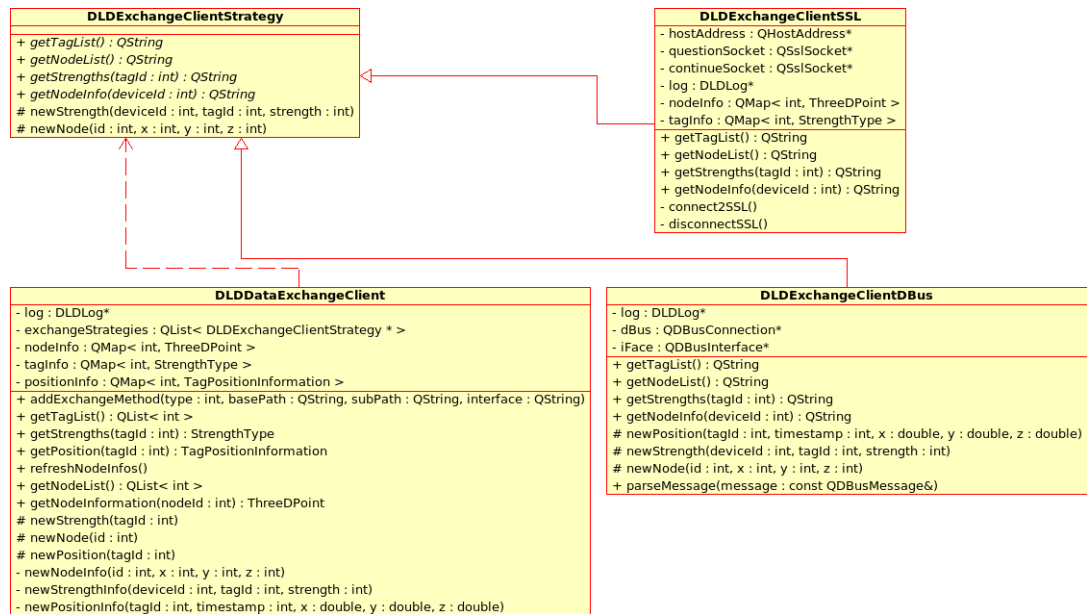 DLDExchangeClientStrategy
+ getTagList() : QString
+ getNodeList() : QString
+ getStrengths(tagId : int) : QString
+ getNodeInfo(deviceId : int) : QString
# newStrength(deviceId : int, tagId : int, strength : int)
# newNode(id : int, x : int, y : int, z : int)
DLDExchangeClientSSL
- hostAddress : QHostAddress*
- questionSocket : QSslSocket*
- continueSocket : QSslSocket*
- log : DLDLog*
- nodeInfo : QMap< int, ThreeDPoint >
- tagInfo : QMap< int, StrengthType >
+ getTagList() : QString
+ getNodeList() : QString
+ getStrengths(tagId : int) : QString
+ getNodeInfo(deviceId : int) : QString
- connect2SSL()
- disconnectSSL()
DLDDataExchangeClient
- log : DLDLog*
- exchangeStrategies : QList< DLDExchangeClientStrategy * >
- nodeInfo : QMap< int, ThreeDPoint >
- tagInfo : QMap< int, StrengthType >
- positionInfo : QMap< int, TagPositionInformation >
+ addExchangeMethod(type : int, basePath : QString, subPath : QString, interface : QString)
+ getTagList() : QList< int >
+ getStrengths(tagId : int) : StrengthType
+ getPosition(tagId : int) : TagPositionInformation
+ refreshNodeInfos()
+ getNodeList() : QList< int >
+ getNodeInformation(nodeId : int) : ThreeDPoint
# newStrength(tagId : int)
# newNode(id : int)
# newPosition(tagId : int)
- newNodeInfo(id : int, x : int, y : int, z : int)
- newStrengthInfo(deviceId : int, tagId : int, strength : int)
- newPositionInfo(tagId : int, timestamp : int, x : double, y : double, z : double)
DLDExchangeClientDBus
- log : DLDLog*
- dBus : QDBusConnection*
- iFace : QDBusInterface*
+ getTagList() : QString
+ getNodeList() : QString
+ getStrengths(tagId : int) : QString
+ getNodeInfo(deviceId : int) : QString
# newPosition(tagId : int, timestamp : int, x : double, y : double, z : double)
# newStrength(deviceId : int, tagId : int, strength : int)
# newNode(id : int, x : int, y : int, z : int)
+ parseMessage(message : const QDBusMessage&)